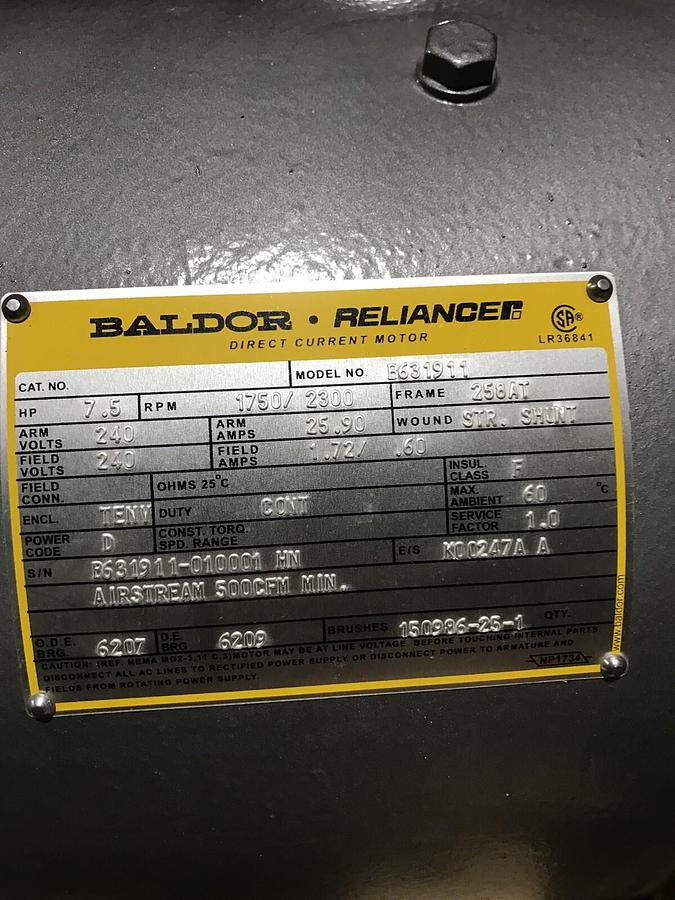 BALDOR • RELIANCER
DIRECT CURRENT MOTOR
SA
LR36841
CAT. NO. MODEL NO. B631911
HP 7.5 RPM 1750/ 2300 FRAME 258AT
ARM VOLTS 240 ARM AMPS 25.90 WOUND STR. SHUNT
FIELD VOLTS 240 FIELD AMPS 1.72/ .60
FIELD CONN. OHMS 25°C INSUL. CLASS F
ENCL. TENV DUTY CONT MAX. AMBIENT 60 °C
POWER CODE D CONST. TORQ. SPD. RANGE SERVICE FACTOR 1.0
S/N B631911-010001 HN E/S K00247A A
AIRSTREAM 500CFM MIN.
O.D.E. BRG. 6207 D.E. BRG 6209 BRUSHES 150996-25-1 QTY.
CAUTION: (REF. NEMA MG2-3.11 C.3)MOTOR MAY BE AT LINE VOLTAGE BEFORE TOUCHING INTERNAL PARTS.
DISCONNECT ALL AC LINES TO RECTIFIED POWER SUPPLY OR DISCONNECT POWER TO ARMATURE AND
FIELDS FROM ROTATING POWER SUPPLY.
NP1734
www.baldor.com